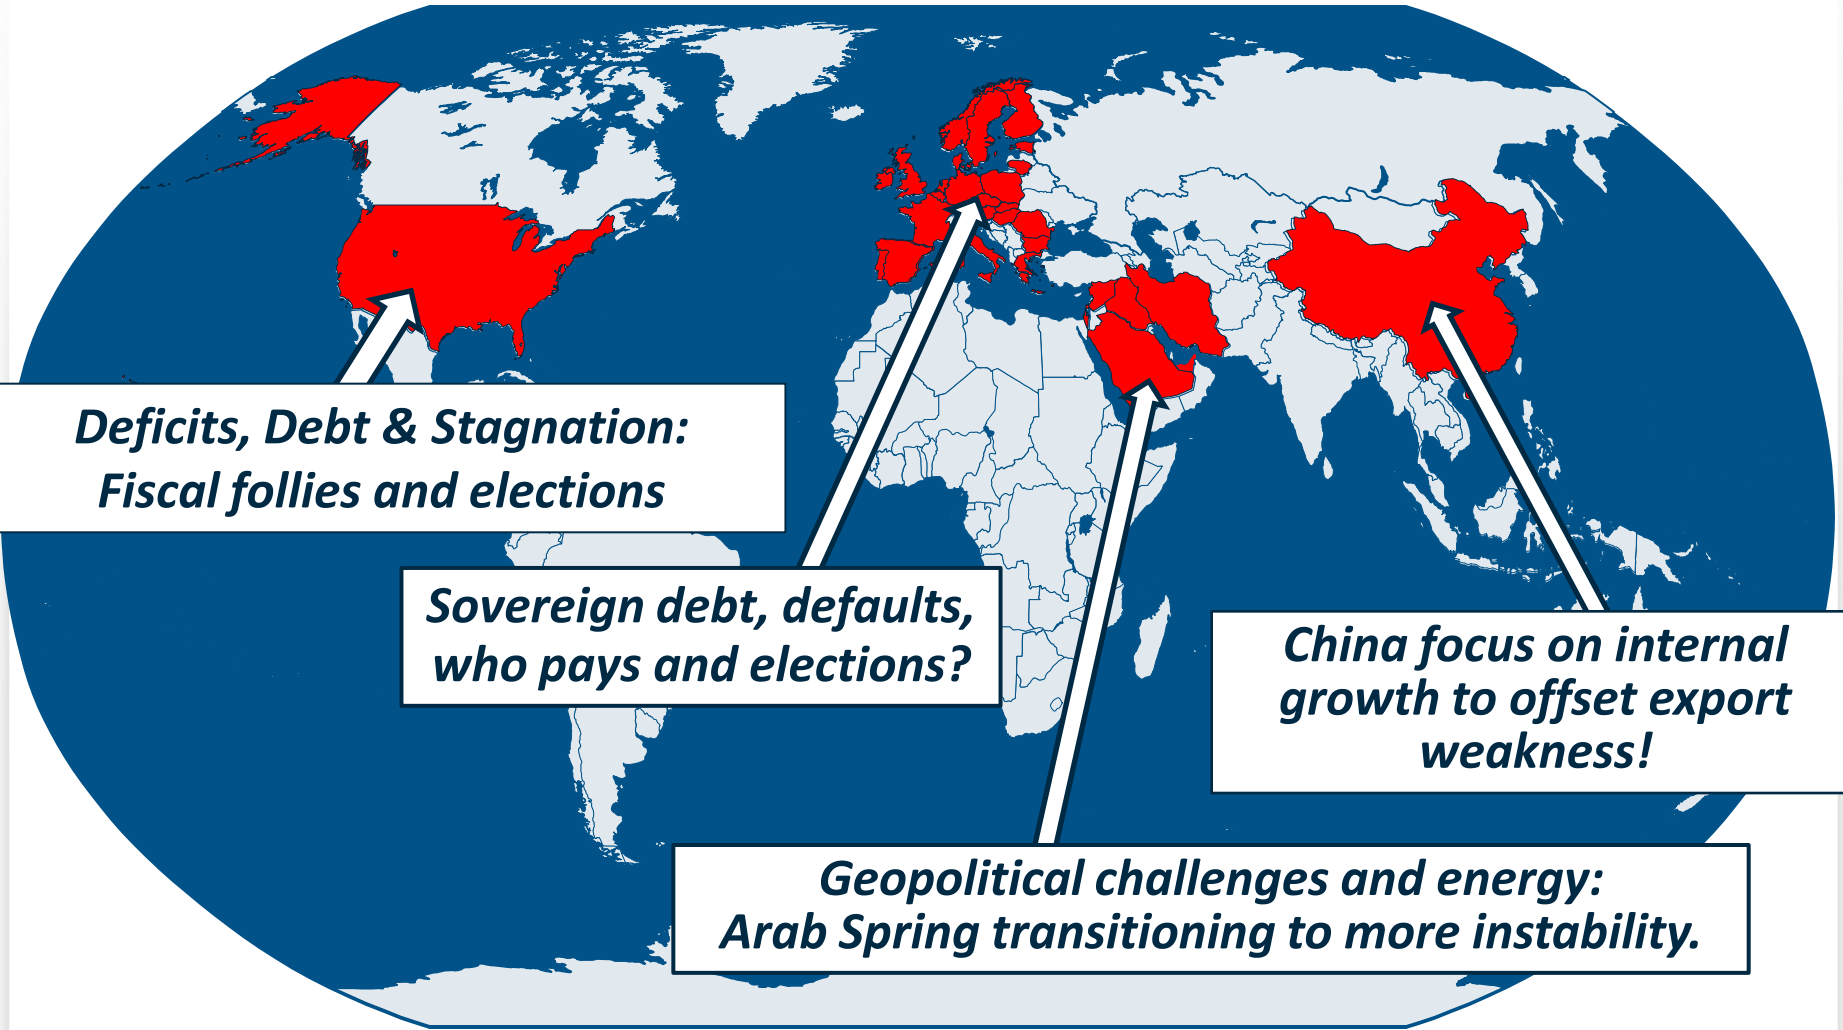 Deficits, Debt & Stagnation:
Fiscal follies and elections
Sovereign debt, defaults,
who pays and elections?
China focus on internal
growth to offset export
weakness!
Geopolitical challenges and energy:
Arab Spring transitioning to more instability.